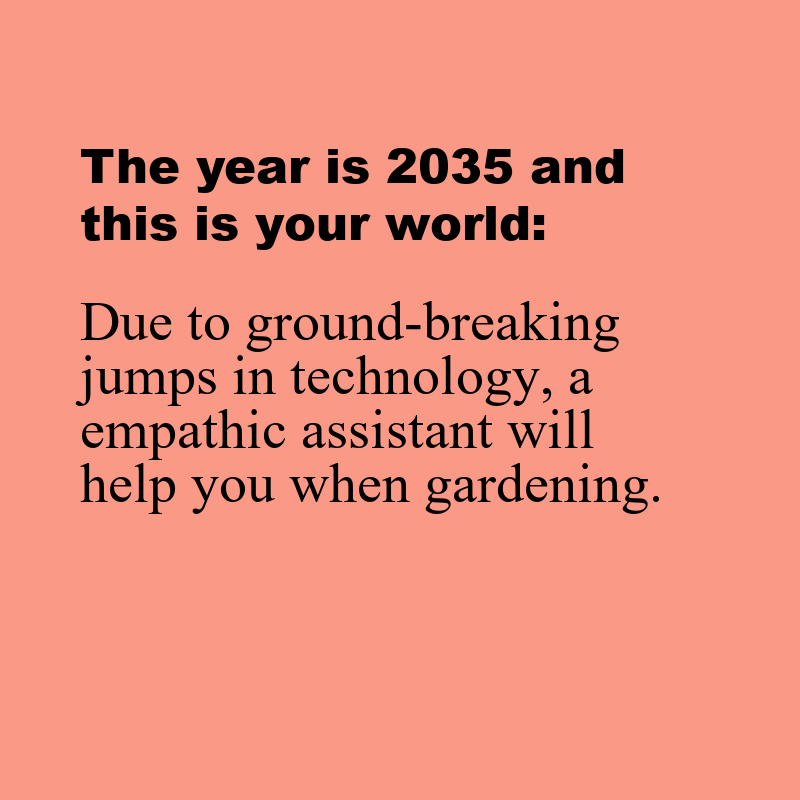 The year is 2035 and
this is your world:
Due to ground-breaking
jumps in technology, a
empathic assistant will
help you when gardening.